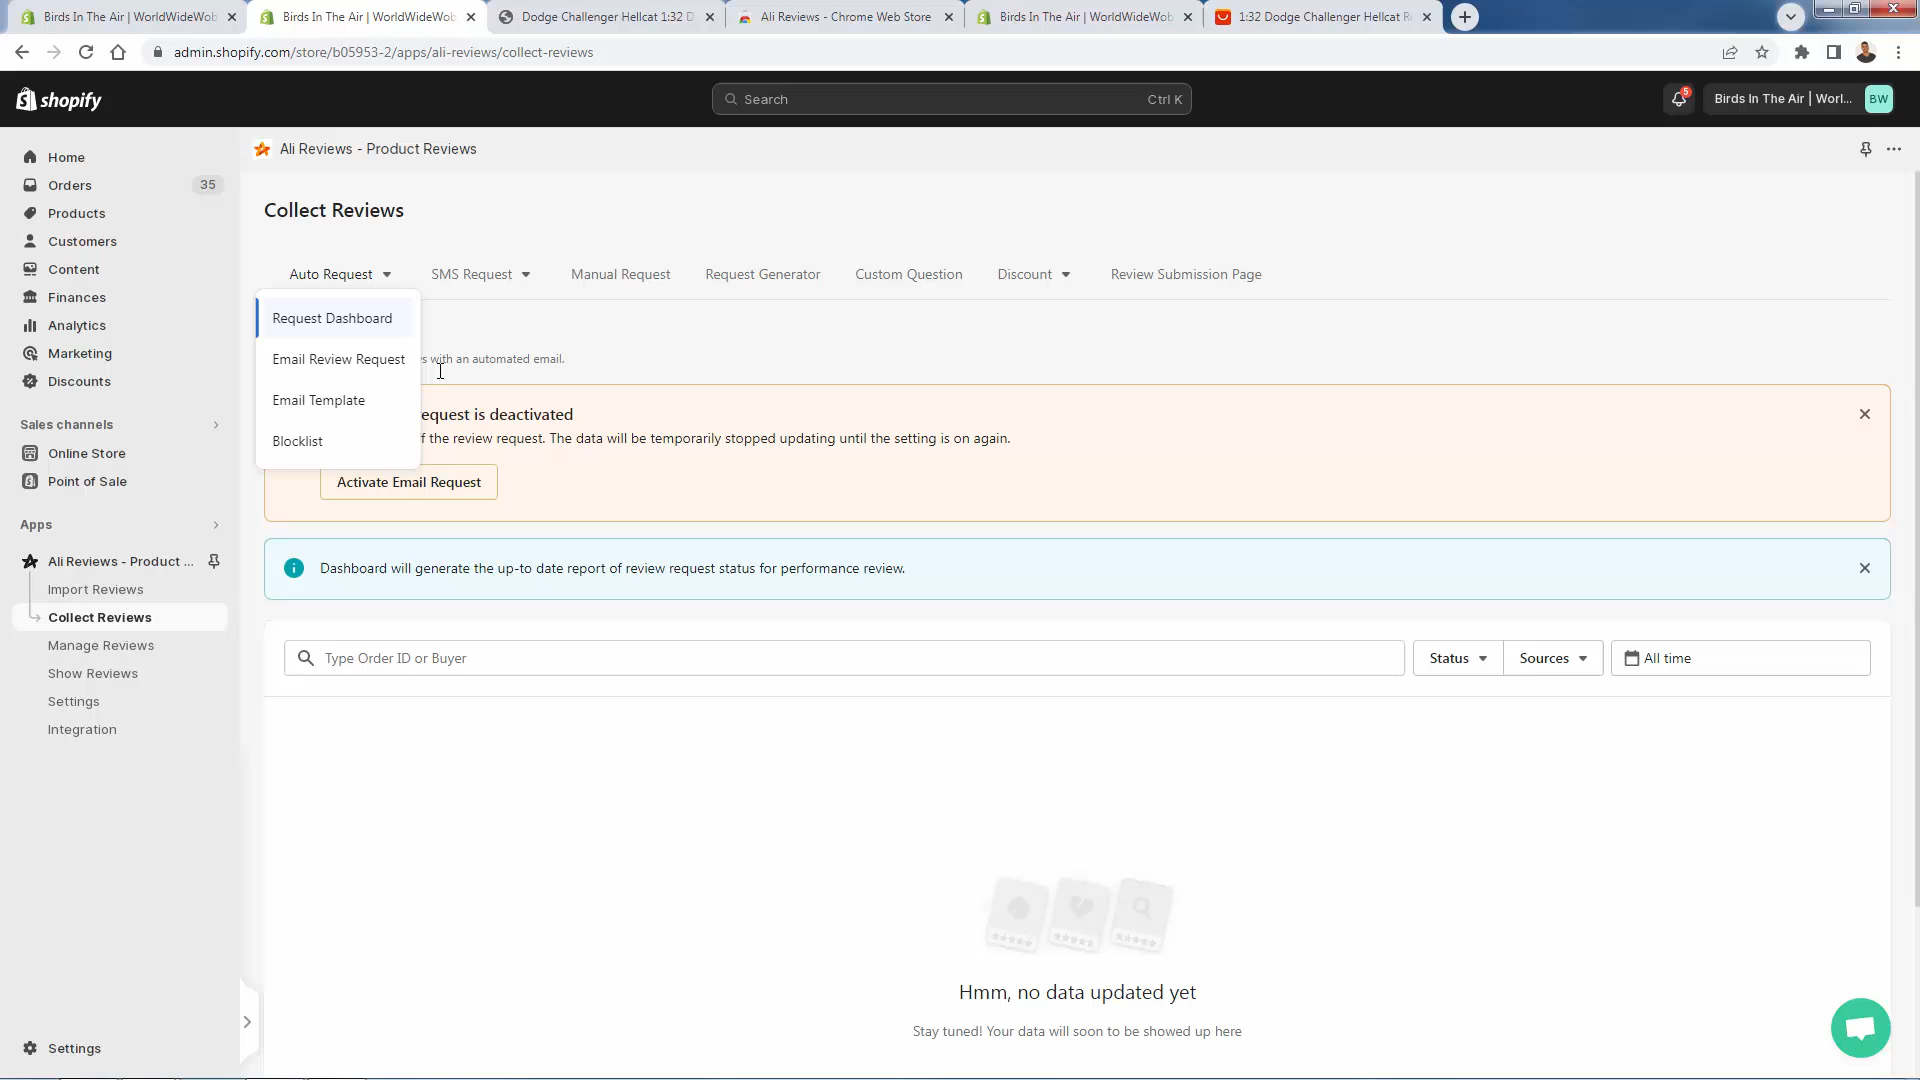 Birds In The Air | WorldWideWob
Birds In The Air | WorldWideWob
Dodge Challenger Hellcat 1:32 D
Ali Reviews - Chrome Web Store
Birds In The Air | WorldWideWob
1:32 Dodge Challenger Hellcat R
admin.shopify.com/store/b05953-2/apps/ali-reviews/collect-reviews
shopify
Search
Ctrl K
5
Birds In The Air | Worl...
BW
Home
Orders
35
Products
Customers
Content
Finances
Analytics
Marketing
Discounts
Sales channels
Online Store
Point of Sale
Apps
Ali Reviews - Product ...
Import Reviews
Collect Reviews
Manage Reviews
Show Reviews
Settings
Integration
Settings
Ali Reviews - Product Reviews
Collect Reviews
Auto Request
SMS Request
Manual Request
Request Generator
Custom Question
Discount
Review Submission Page
Request Dashboard
Email Review Request
Email Template
Blocklist
with an automated email.
equest is deactivated
f the review request. The data will be temporarily stopped updating until the setting is on again.
Activate Email Request
Dashboard will generate the up-to date report of review request status for performance review.
Type Order ID or Buyer
Status
Sources
All time
Hmm, no data updated yet
Stay tuned! Your data will soon to be showed up here